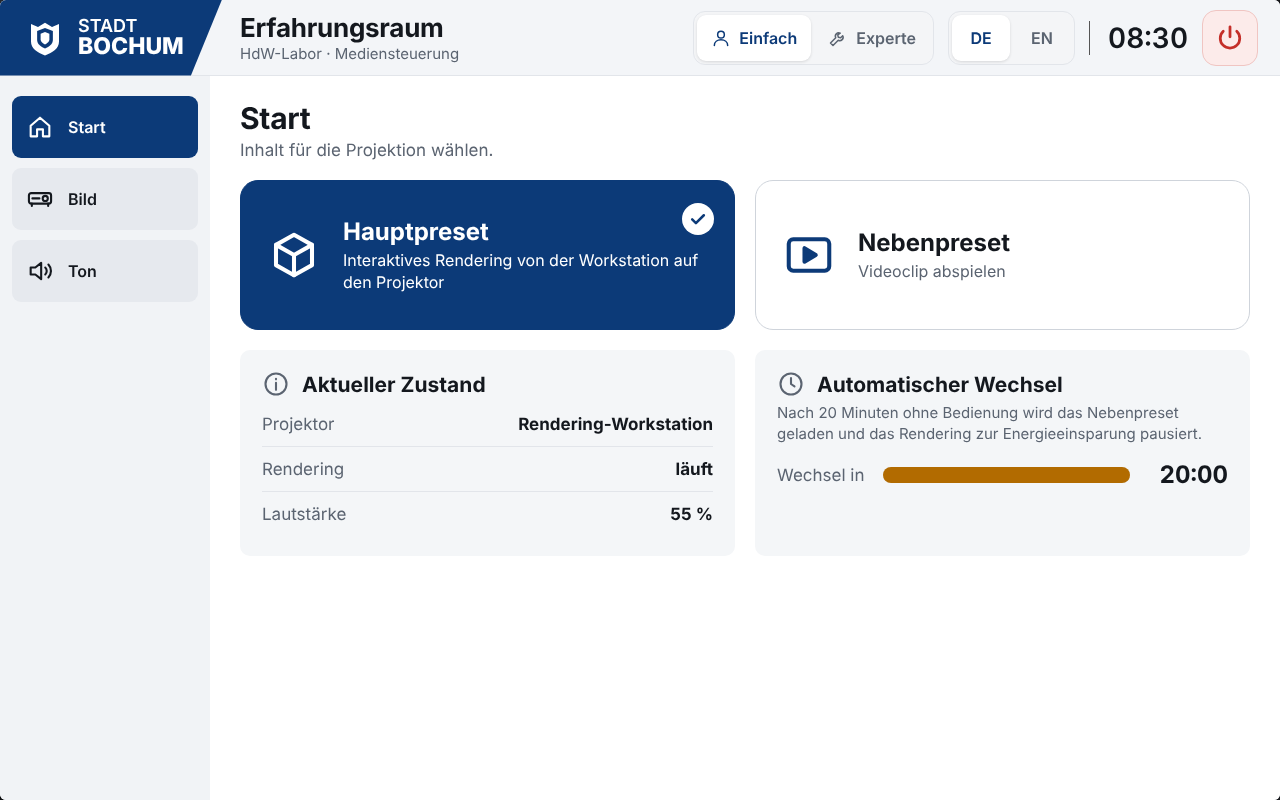 STADT
BOCHUM
Erfahrungsraum
HdW-Labor · Mediensteuerung
Einfach
Experte
DE
EN
08:30
Start
Bild
Ton
Start
Inhalt für die Projektion wählen.
Hauptpreset
Interaktives Rendering von der Workstation auf
den Projektor
Nebenpreset
Videoclip abspielen
Aktueller Zustand
Projektor
Rendering-Workstation
Rendering
läuft
Lautstärke
55 %
Automatischer Wechsel
Nach 20 Minuten ohne Bedienung wird das Nebenpreset
geladen und das Rendering zur Energieeinsparung pausiert.
Wechsel in
20:00